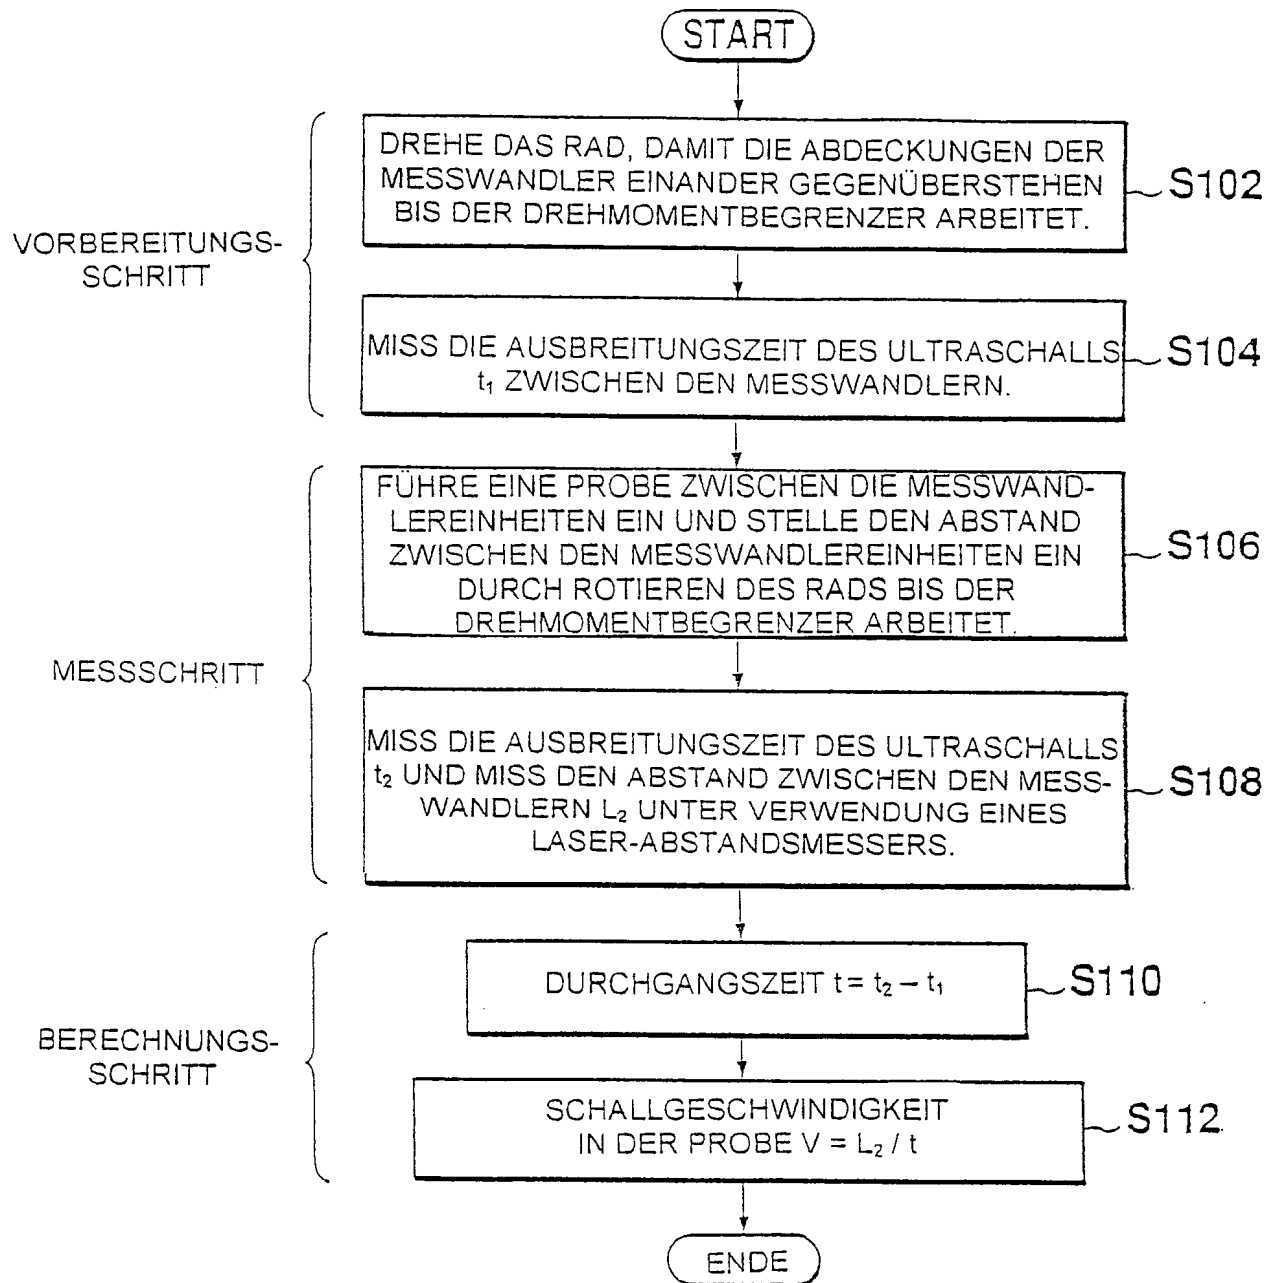 START
VORBEREITUNGS-
SCHRITT
DREHE DAS RAD, DAMIT DIE ABDECKUNGEN DER
MESSWANDLER EINANDER GEGENÜBERSTEHEN
BIS DER DREHMOMENTBEGRENZER ARBEITET.
S102
MISS DIE AUSBREITUNGSZEIT DES ULTRASCHALLS
t₁ ZWISCHEN DEN MESSWANDLERN.
S104
MESSSCHRITT
FÜHRE EINE PROBE ZWISCHEN DIE MESSWAND-
LEREINHEITEN EIN UND STELLE DEN ABSTAND
ZWISCHEN DEN MESSWANDLEREINHEITEN EIN
DURCH ROTIEREN DES RADS BIS DER
DREHMOMENTBEGRENZER ARBEITET.
S106
MISS DIE AUSBREITUNGSZEIT DES ULTRASCHALLS
t₂ UND MISS DEN ABSTAND ZWISCHEN DEN MESS-
WANDLERN L₂ UNTER VERWENDUNG EINES
LASER-ABSTANDSMESSERS.
S108
BERECHNUNGS-
SCHRITT
DURCHGANGSZEIT t = t₂ – t₁
S110
SCHALLGESCHWINDIGKEIT
IN DER PROBE V = L₂ / t
S112
ENDE